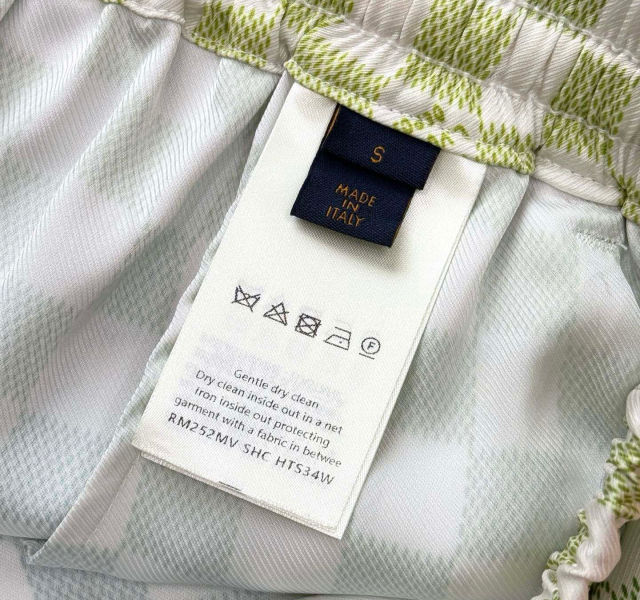 S
MADE
IN
ITALY
F
Gentle dry clean
Dry clean inside out in a net
Iron inside out protecting
garment with a fabric in betwee
RM252MV SHC HTS34W